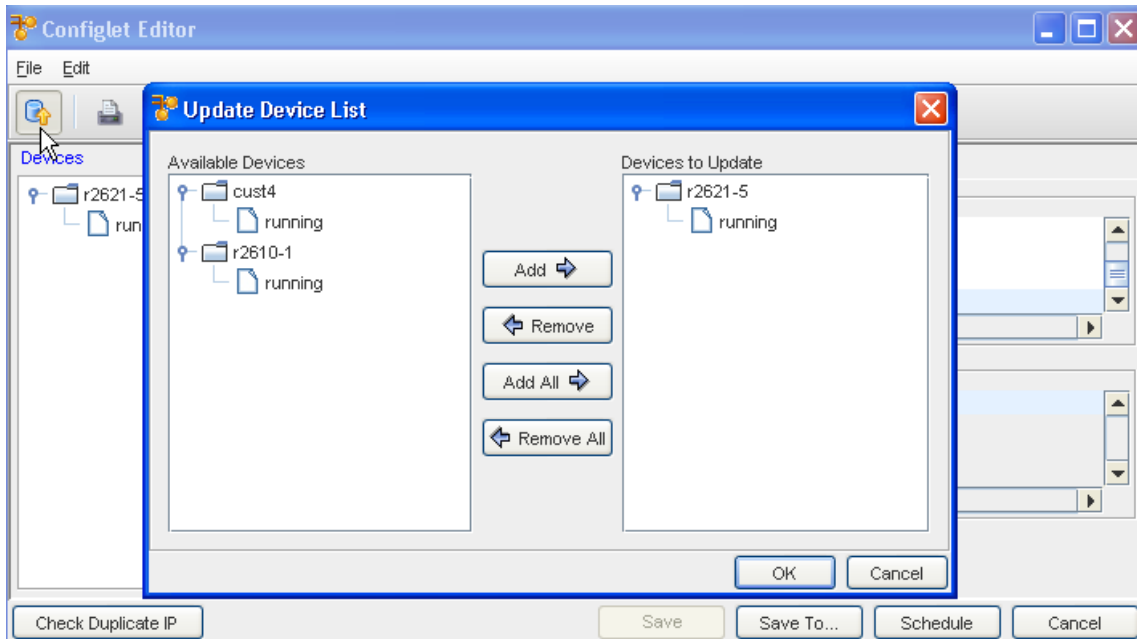 Configlet Editor
File Edit
Update Device List
Devices
r2621-5
run
Available Devices
cust4
running
r2610-1
running
Add
Remove
Add All
Remove All
Devices to Update
r2621-5
running
OK Cancel
Check Duplicate IP Save Save To... Schedule Cancel